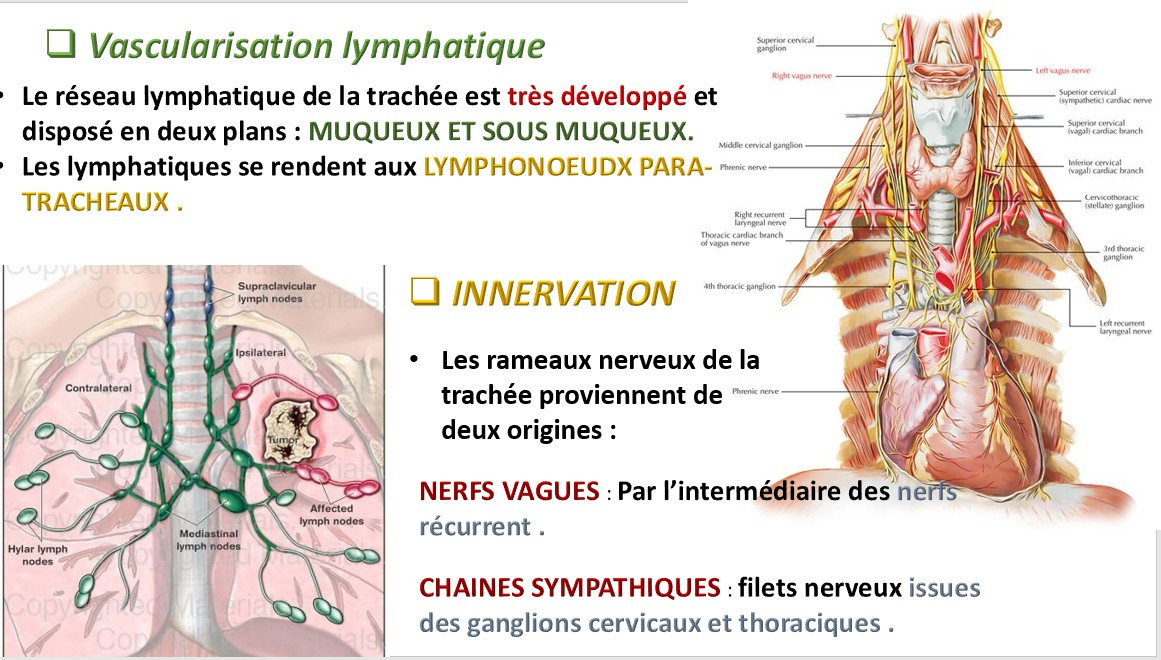 ❑ Vascularisation lymphatique
• Le réseau lymphatique de la trachée est très développé et
disposé en deux plans : MUQUEUX ET SOUS MUQUEUX.
• Les lymphatiques se rendent aux LYMPHONOEUDX PARA-
TRACHEAUX .
Copyrighted Materials
Supraclavicular
lymph nodes
Ipsilateral
Contralateral
Tumor
Affected
lymph nodes
Mediastinal
lymph nodes
Hylar lymph
nodes
❑ INNERVATION
• Les rameaux nerveux de la
trachée proviennent de
deux origines :
NERFS VAGUES : Par l’intermédiaire des nerfs
récurrent .
CHAINES SYMPATHIQUES : filets nerveux issues
des ganglions cervicaux et thoraciques .
Superior cervical
ganglion
Right vagus nerve
Middle cervical ganglion
Phrenic nerve
Right recurrent
laryngeal nerve
Thoracic cardiac branch
of vagus nerve
4th thoracic ganglion
Phrenic nerve
Left vagus nerve
Superior cervical
(sympathetic) cardiac nerve
Superior cervical
(vagal) cardiac branch
Inferior cervical
(vagal) cardiac branch
Cervicothoracic
(stellate) ganglion
3rd thoracic
ganglion
Left recurrent
laryngeal nerve